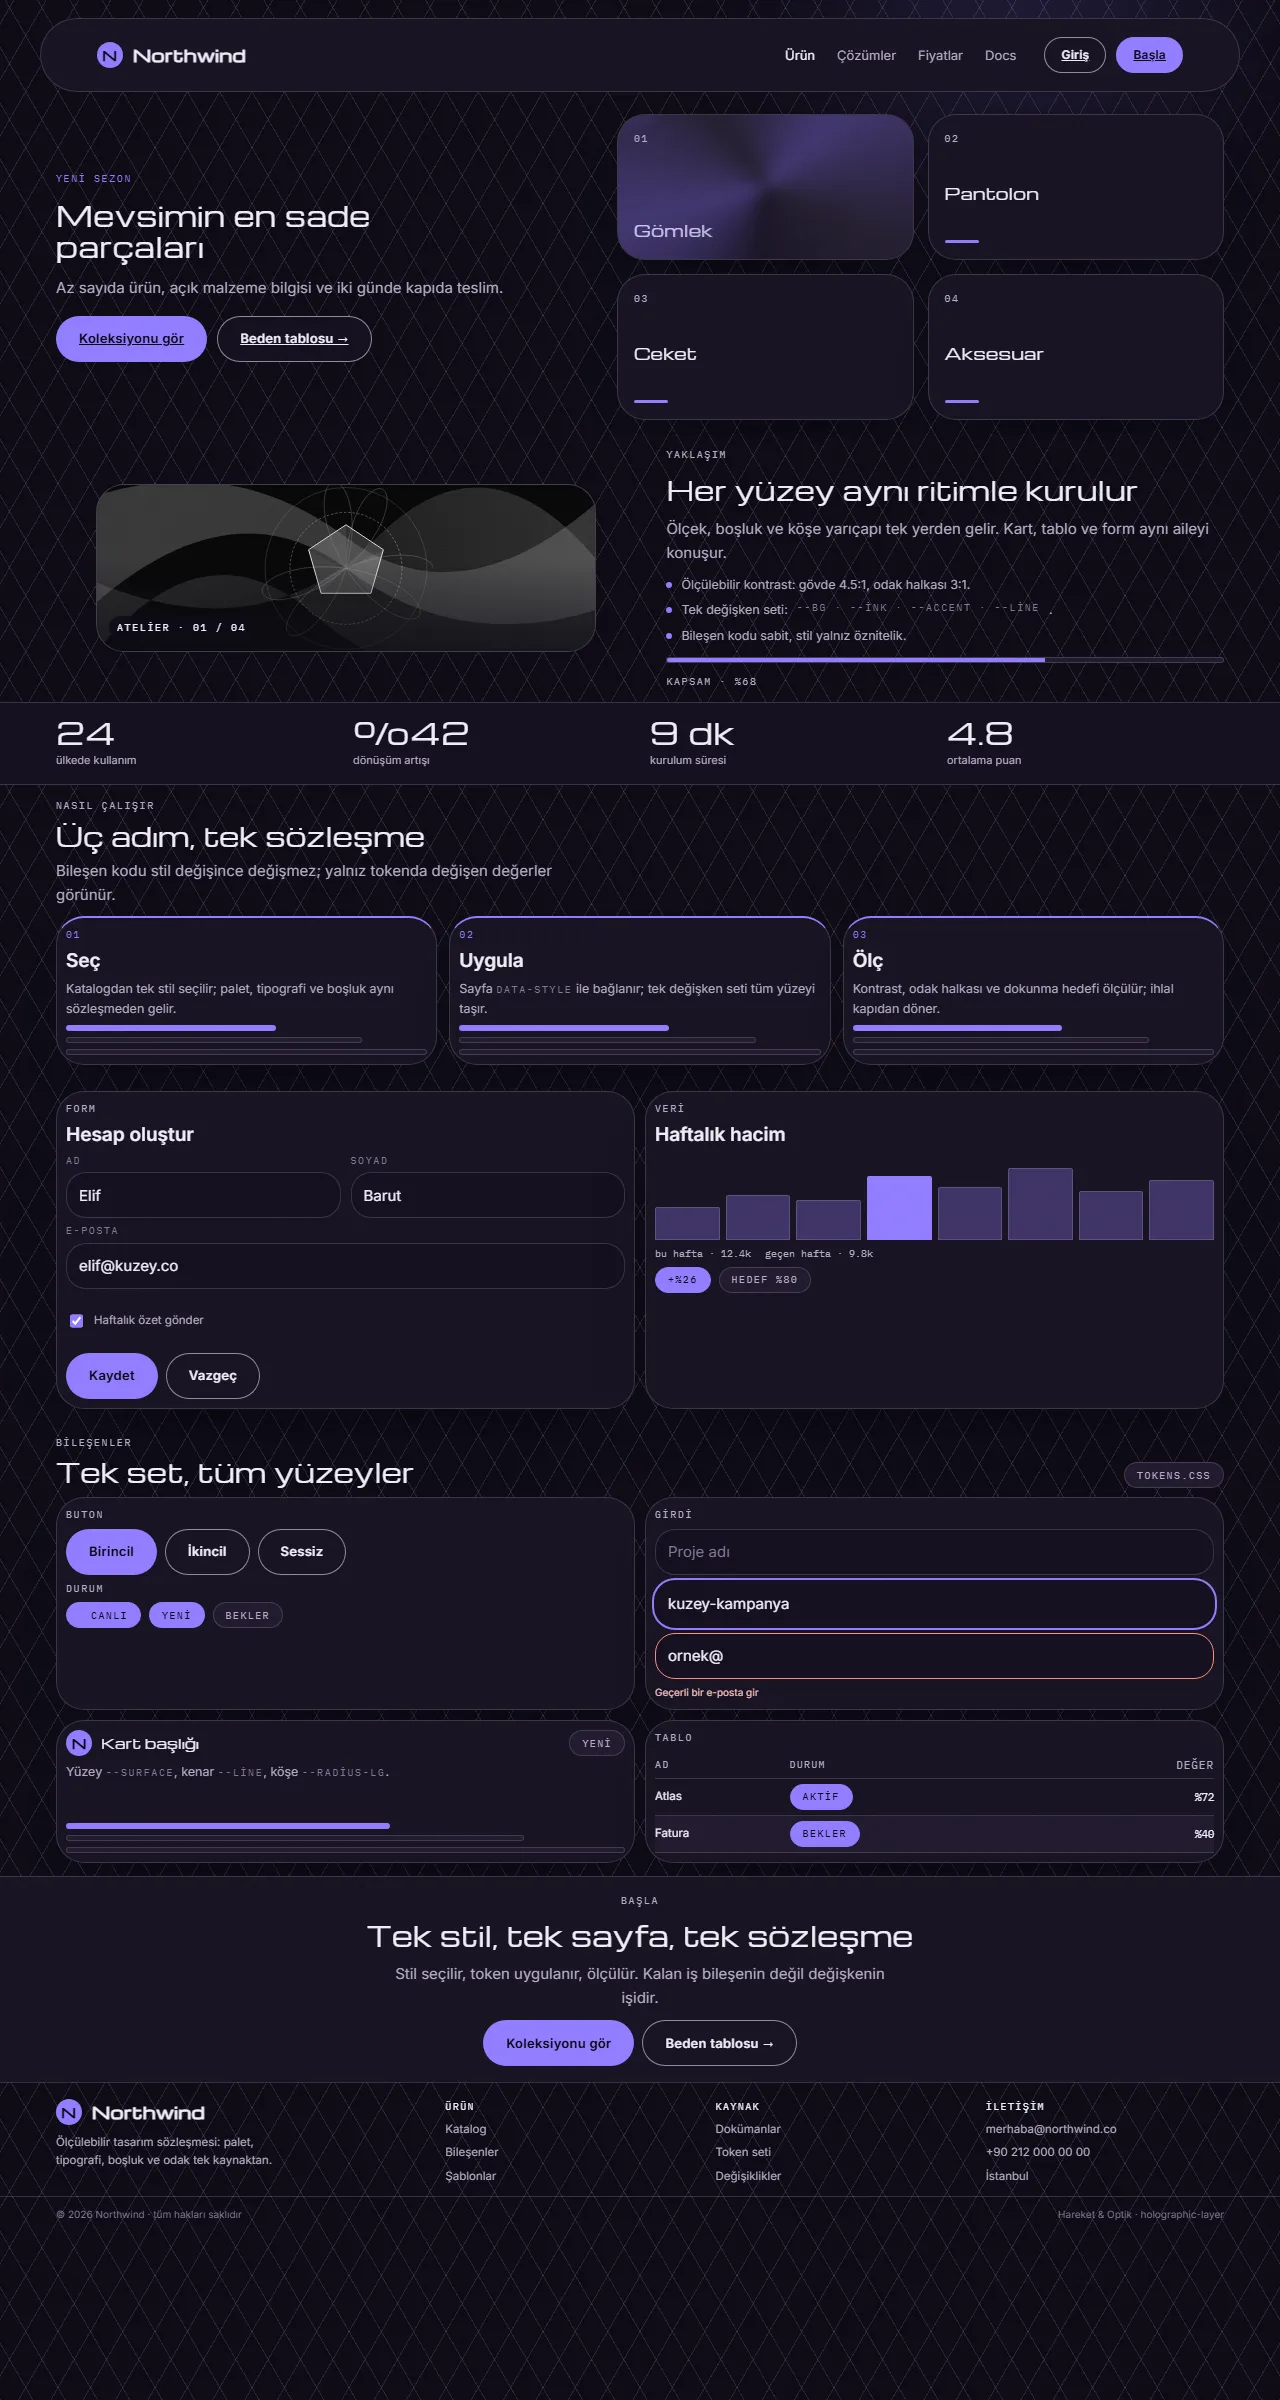 N Northwind
Ürün Çözümler Fiyatlar Docs Giriş Başla
YENİ SEZON
Mevsimin en sade
parçaları
Az sayıda ürün, açık malzeme bilgisi ve iki günde kapıda teslim.
Koleksiyonu gör Beden tablosu →
01
Gömlek
02
Pantolon
03
Ceket
04
Aksesuar
ATELİER · 01 / 04
YAKLAŞIM
Her yüzey aynı ritimle kurulur
Ölçek, boşluk ve köşe yarıçapı tek yerden gelir. Kart, tablo ve form aynı aileyi
konuşur.
Ölçülebilir kontrast: gövde 4.5:1, odak halkası 3:1.
Tek değişken seti: --BG · --İNK · --ACCENT · --LİNE .
Bileşen kodu sabit, stil yalnız öznitelik.
KAPSAM · %68
24
ülkede kullanım
%42
dönüşüm artışı
9 dk
kurulum süresi
4.8
ortalama puan
NASIL ÇALIŞIR
Üç adım, tek sözleşme
Bileşen kodu stil değişince değişmez; yalnız tokenda değişen değerler
görünür.
01
Seç
Katalogdan tek stil seçilir; palet, tipografi ve boşluk aynı
sözleşmeden gelir.
02
Uygula
Sayfa DATA-STYLE ile bağlanır; tek değişken seti tüm yüzeyi
taşır.
03
Ölç
Kontrast, odak halkası ve dokunma hedefi ölçülür; ihlal
kapıdan döner.
FORM
Hesap oluştur
AD SOYAD
Elif Barut
E-POSTA
elif@kuzey.co
Haftalık özet gönder
Kaydet Vazgeç
VERİ
Haftalık hacim
bu hafta · 12.4k geçen hafta · 9.8k
+%26 HEDEF %80
BİLEŞENLER
Tek set, tüm yüzeyler
TOKENS.CSS
BUTON
Birincil İkincil Sessiz
DURUM
CANLI YENİ BEKLER
GİRDİ
Proje adı
kuzey-kampanya
ornek@
Geçerli bir e-posta gir
N Kart başlığı YENİ
Yüzey --SURFACE, kenar --LİNE, köşe --RADİUS-LG.
TABLO
AD DURUM DEĞER
Atlas AKTİF %72
Fatura BEKLER %40
BAŞLA
Tek stil, tek sayfa, tek sözleşme
Stil seçilir, token uygulanır, ölçülür. Kalan iş bileşenin değil değişkenin
işidir.
Koleksiyonu gör Beden tablosu →
N Northwind
Ölçülebilir tasarım sözleşmesi: palet,
tipografi, boşluk ve odak tek kaynaktan.
ÜRÜN
Katalog
Bileşenler
Şablonlar
KAYNAK
Dokümanlar
Token seti
Değişiklikler
İLETİŞİM
merhaba@northwind.co
+90 212 000 00 00
İstanbul
© 2026 Northwind · tüm hakları saklıdır
Hareket & Optik · holographic-layer